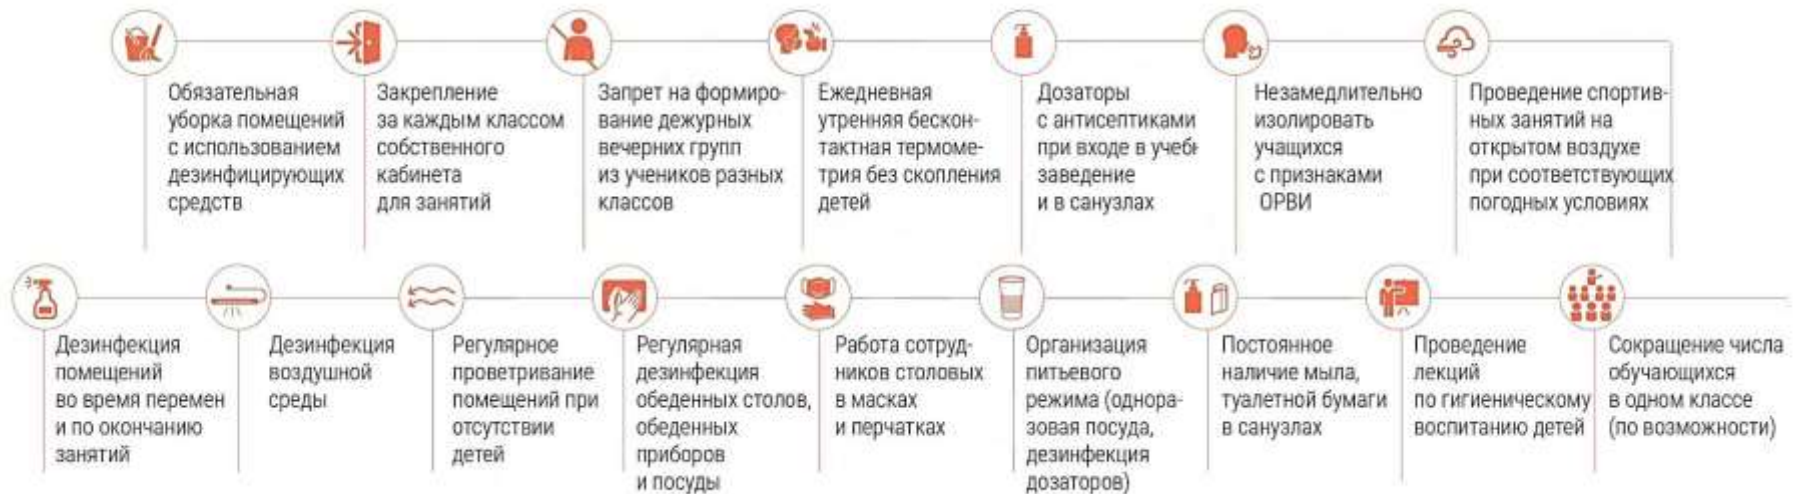 Обязательная
уборка помещений
с использованием
дезинфицирующих
средств
Закрепление
за каждым классом
собственного
кабинета
для занятий
Запрет на формиро-
вание дежурных
вечерних групп
из учеников разных
классов
Ежедневная
утренняя бескон-
тактная термоме-
трия без скопления
детей
Дозаторы
с антисептиками
при входе в учебн
заведение
и в санузлах
Незамедлительно
изолировать
учащихся
с признаками
ОРВИ
Проведение спортив-
ных занятий на
открытом воздухе
при соответствующих
погодных условиях
Дезинфекция
помещений
во время перемен
и по окончанию
занятий
Дезинфекция
воздушной
среды
Регулярное
проветривание
помещений при
отсутствии
детей
Регулярная
дезинфекция
обеденных столов,
обеденных
приборов
и посуды
Работа сотруд-
ников столовых
в масках
и перчатках
Организация
питьевого
режима (однора-
зовая посуда,
дезинфекция
дозаторов)
Постоянное
наличие мыла,
туалетной бумаги
в санузлах
Проведение
лекций
по гигиеническому
воспитанию детей
Сокращение числа
обучающихся
в одном классе
(по возможности)